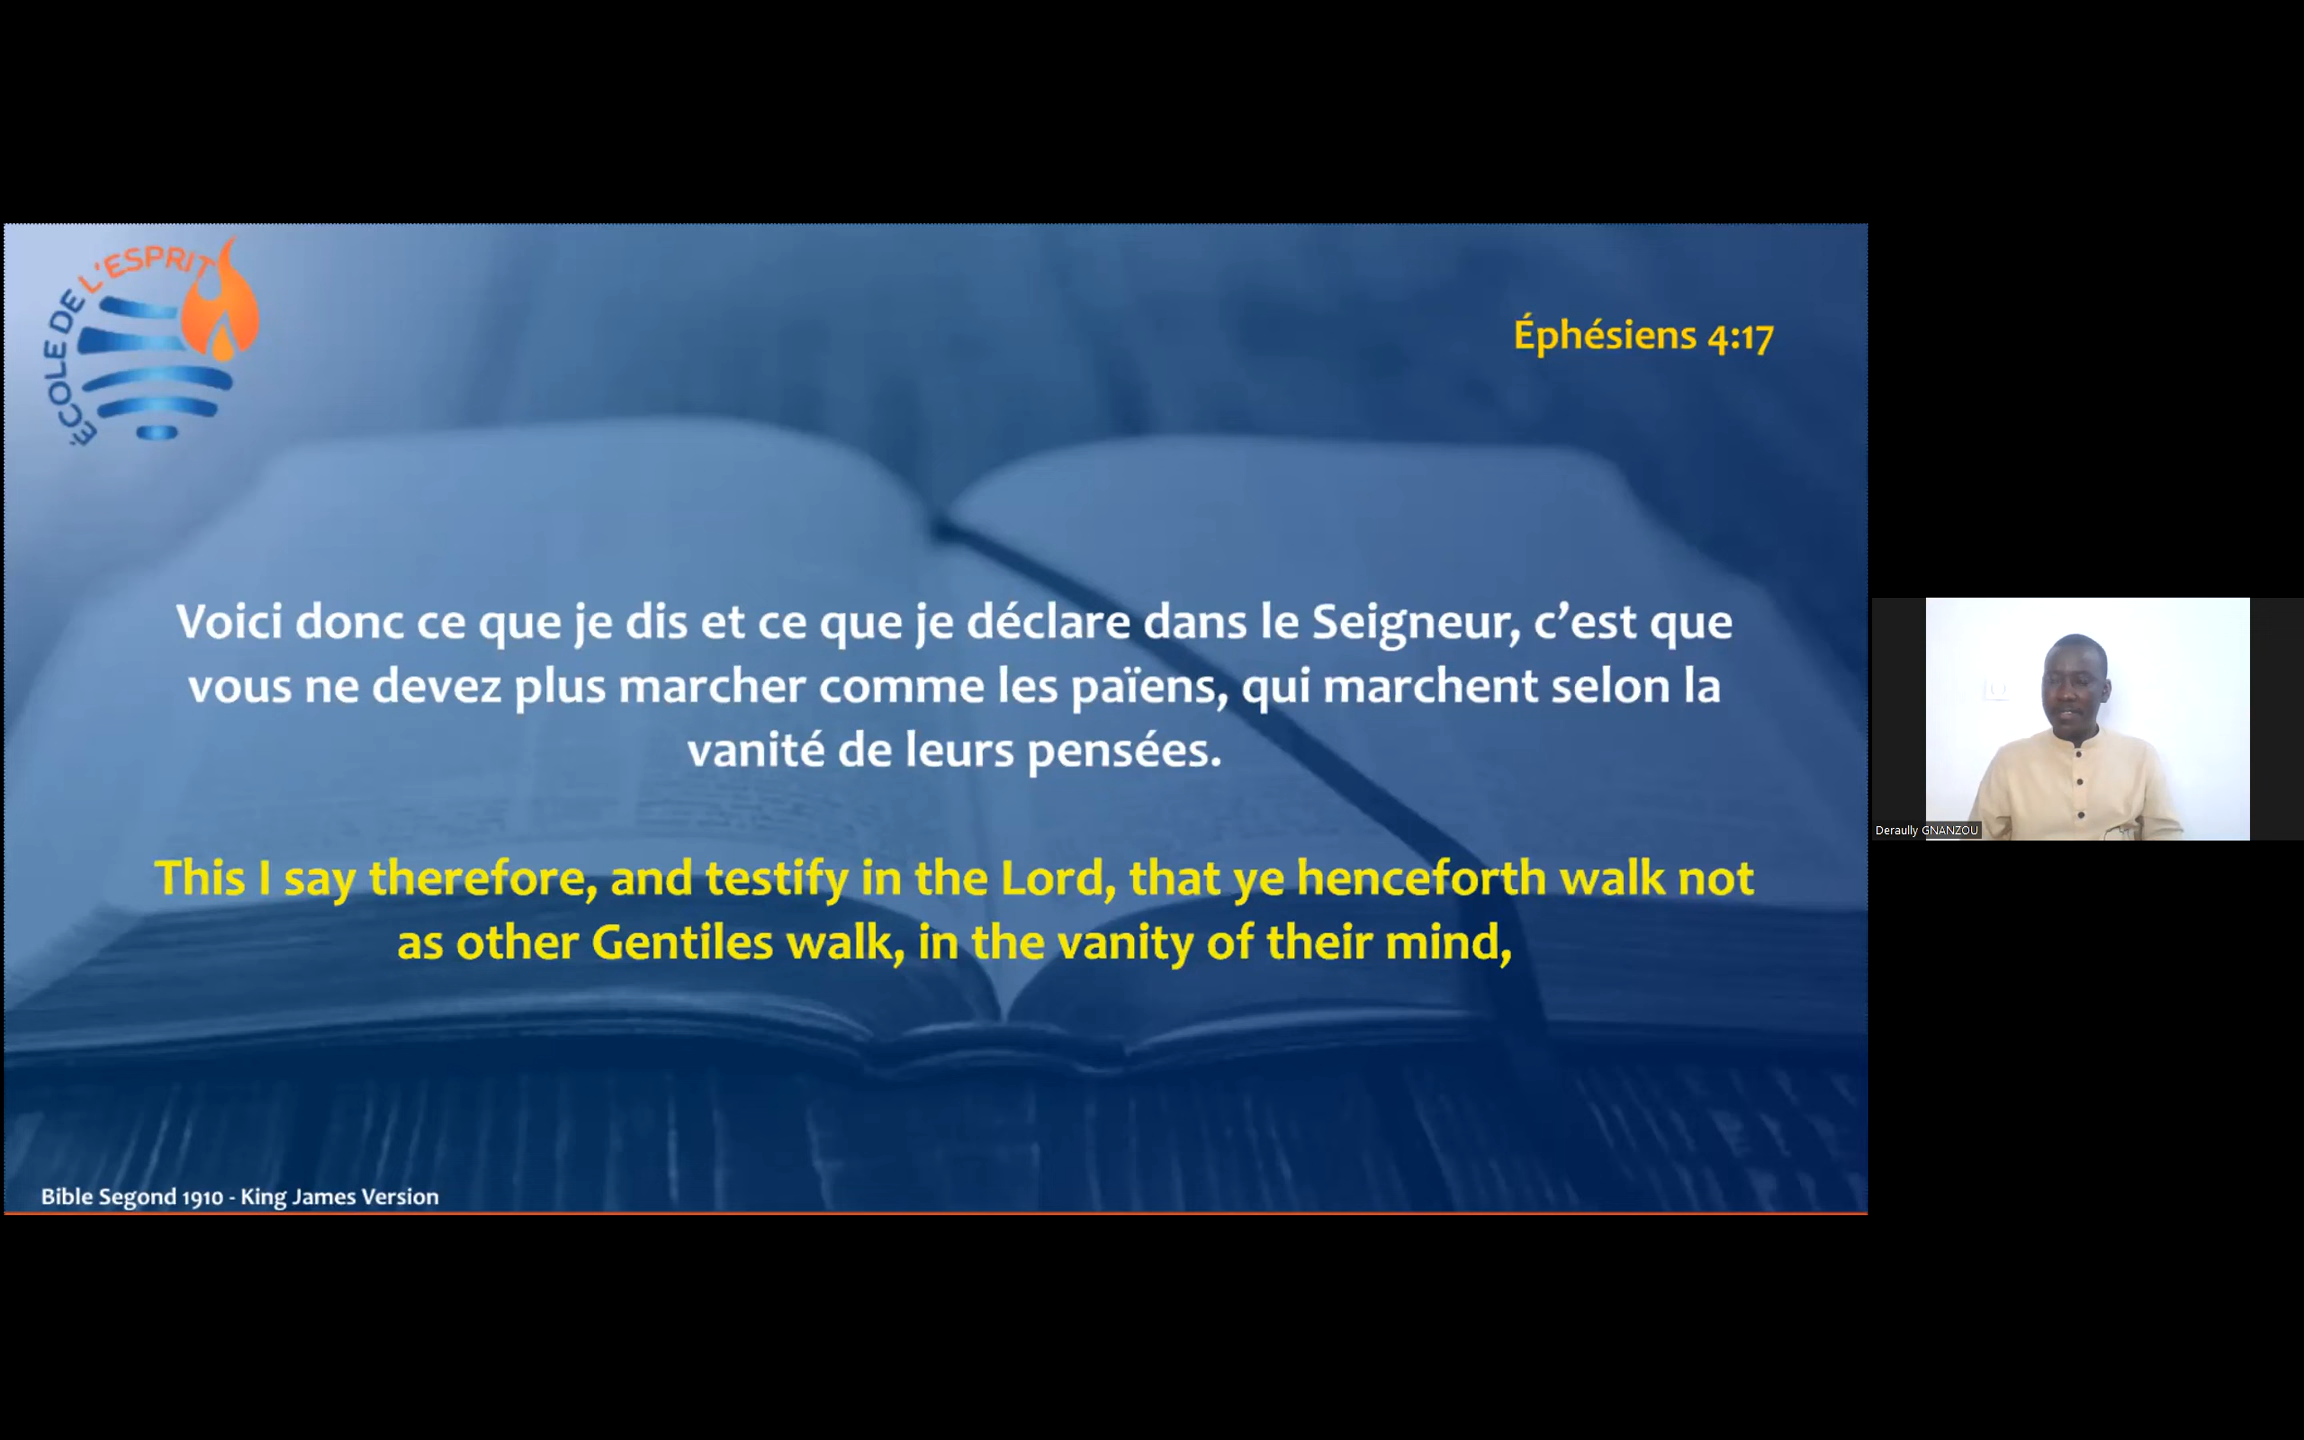 ÉCOLE DE L'ESPRIT
Éphésiens 4:17
Voici donc ce que je dis et ce que je déclare dans le Seigneur, c’est que
vous ne devez plus marcher comme les païens, qui marchent selon la
vanité de leurs pensées.
This I say therefore, and testify in the Lord, that ye henceforth walk not
as other Gentiles walk, in the vanity of their mind,
Deraully GNANZOU
Bible Segond 1910 - King James Version